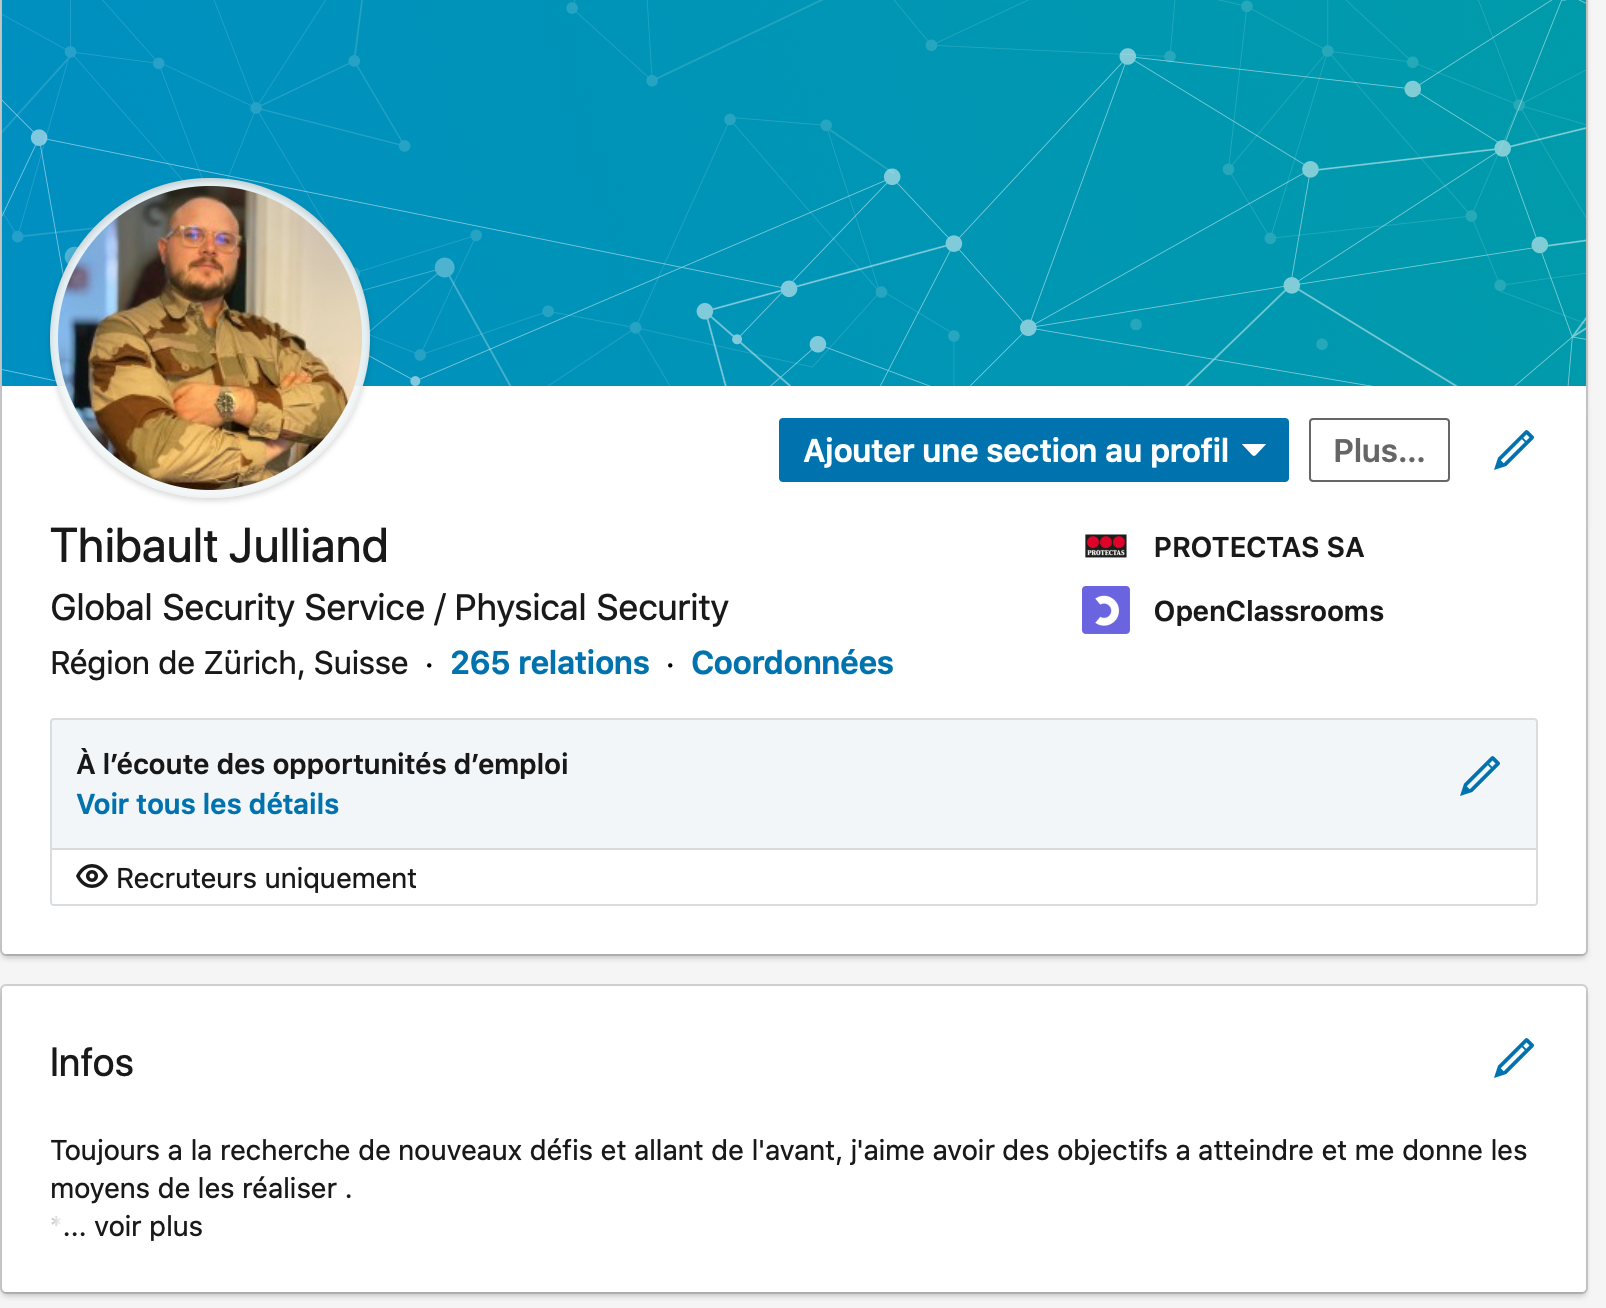 Ajouter une section au profil
Plus...
Thibault Julliand
Global Security Service / Physical Security
Région de Zürich, Suisse · 265 relations · Coordonnées
PROTECTAS
PROTECTAS SA
OpenClassrooms
À l’écoute des opportunités d’emploi
Voir tous les détails
Recruteurs uniquement
Infos
Toujours a la recherche de nouveaux défis et allant de l'avant, j'aime avoir des objectifs a atteindre et me donne les
moyens de les réaliser .
*... voir plus